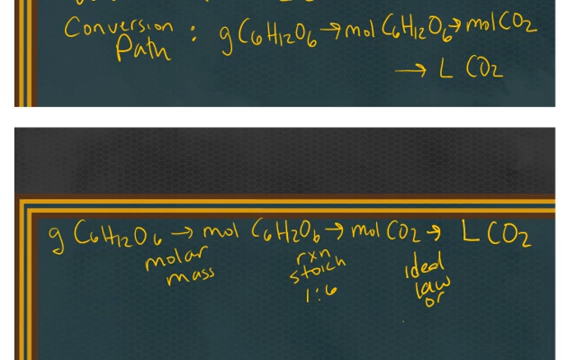 Conversion Path : g C6H12O6 → mol C6H12O6 → mol CO2
→ L CO2
g C6H12O6 → mol C6H2O6 → mol CO2 → L CO2
molar mass
rxn stoich 1:6
ideal law or